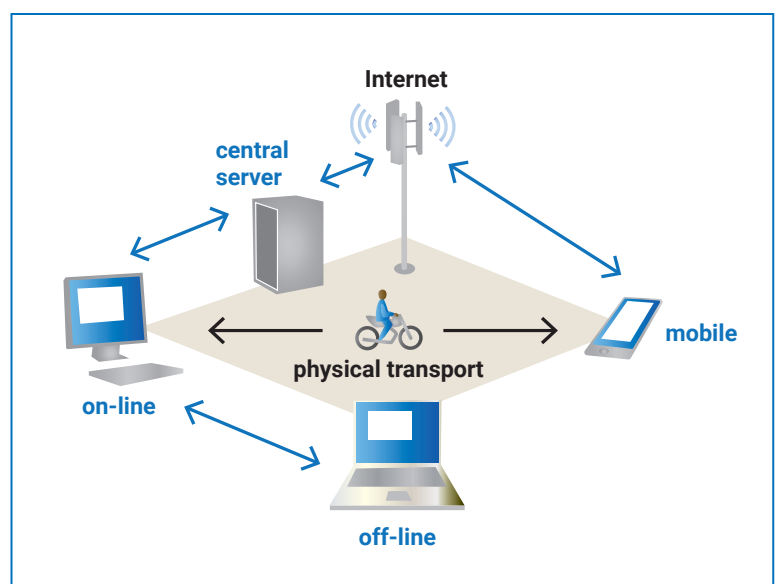 Internet
central
server
mobile
physical transport
on-line
off-line